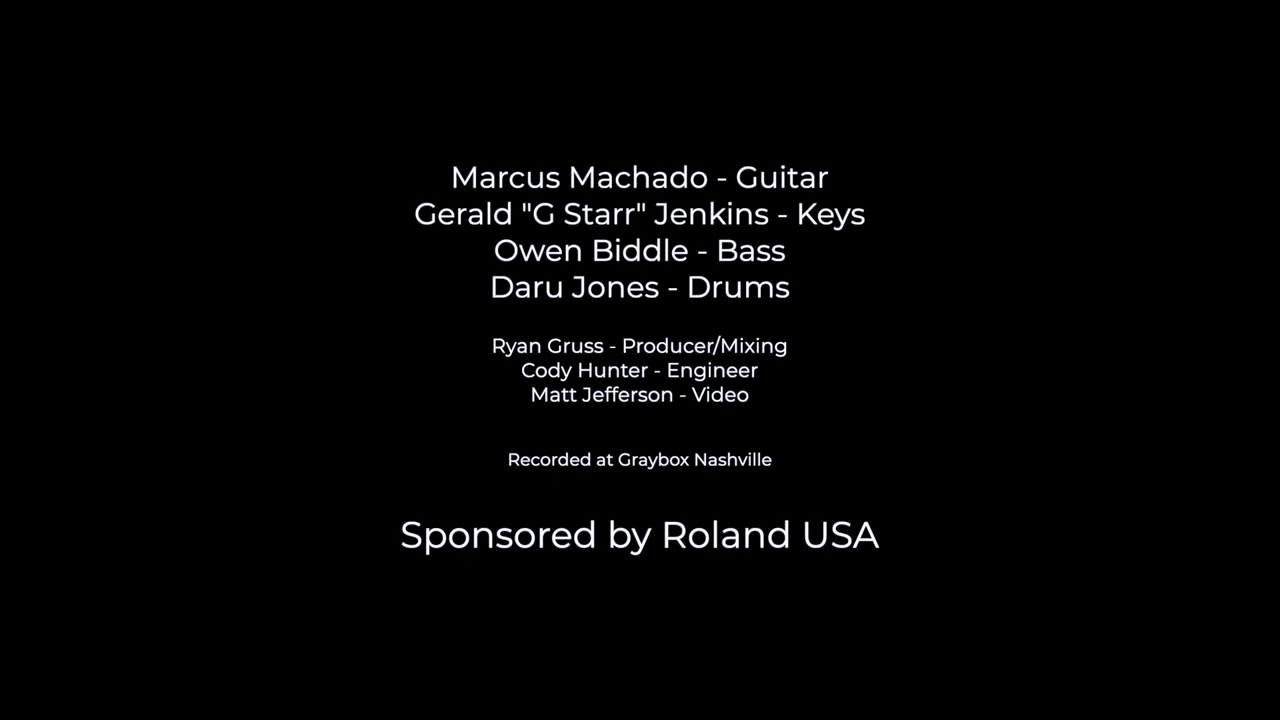 Marcus Machado - Guitar
Gerald "G Starr" Jenkins - Keys
Owen Biddle - Bass
Daru Jones - Drums
Ryan Gruss - Producer/Mixing
Cody Hunter - Engineer
Matt Jefferson - Video
Recorded at Graybox Nashville
Sponsored by Roland USA